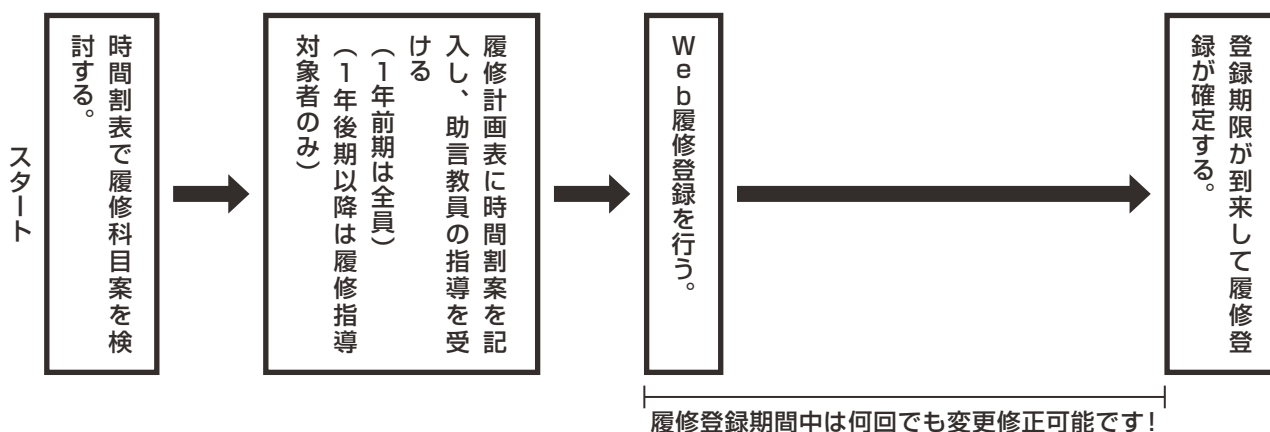 スタート
時間割表で履修科目案を検
討する。
履修計画表に時間割案を記
入し、助言教員の指導を受
ける
（1年前期は全員）
（1年後期以降は履修指導
対象者のみ）
Web履修登録を行う。
登録期限が到来して履修登
録が確定する。
履修登録期間中は何回でも変更修正可能です！